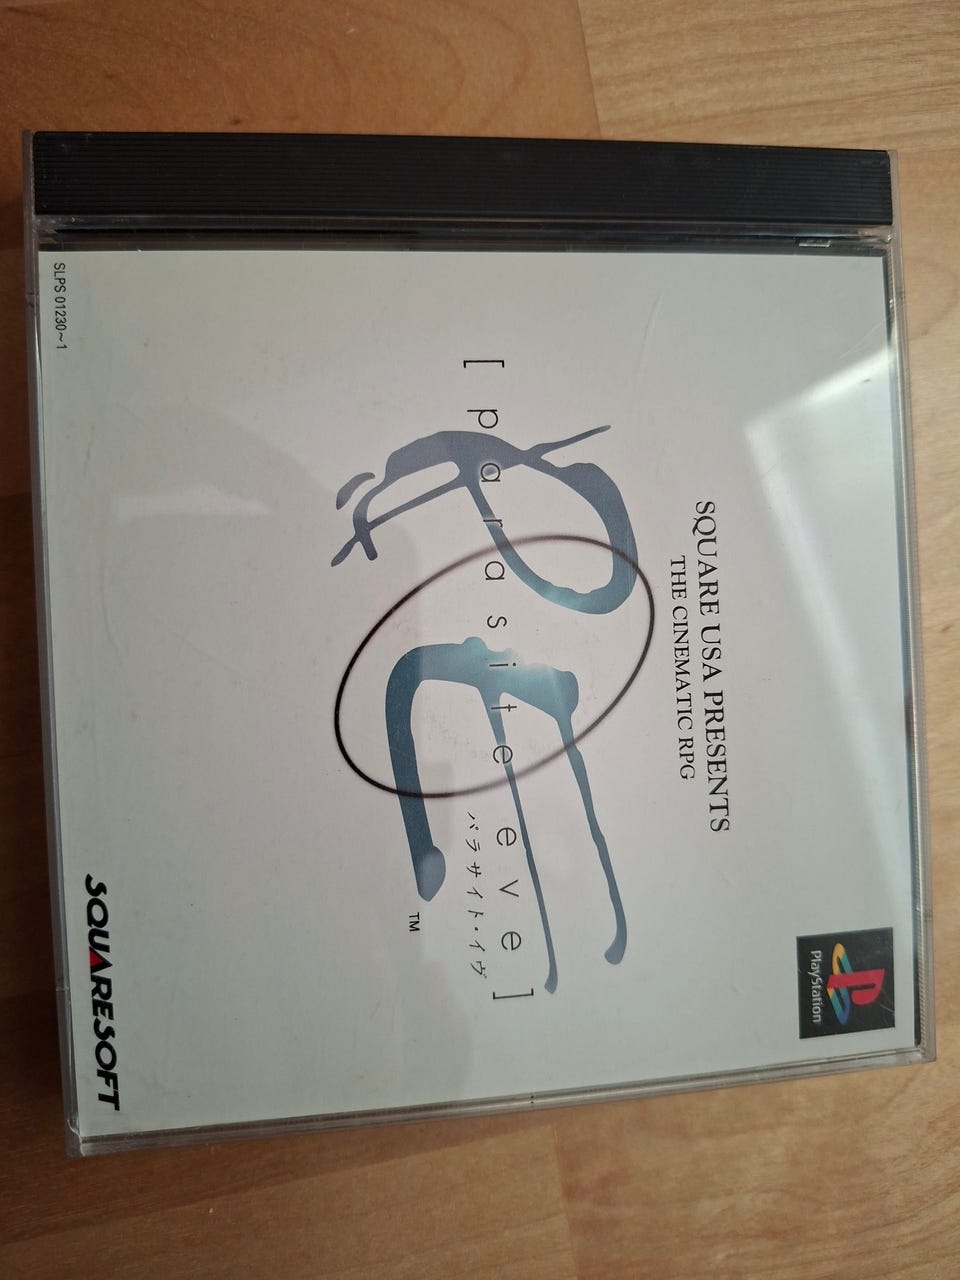 PlayStation
SQUARE USA PRESENTS
THE CINEMATIC RPG
[ parasite eve ]
パラサイト・イヴ
TM
SLPS 01230~1
SQUARESOFT